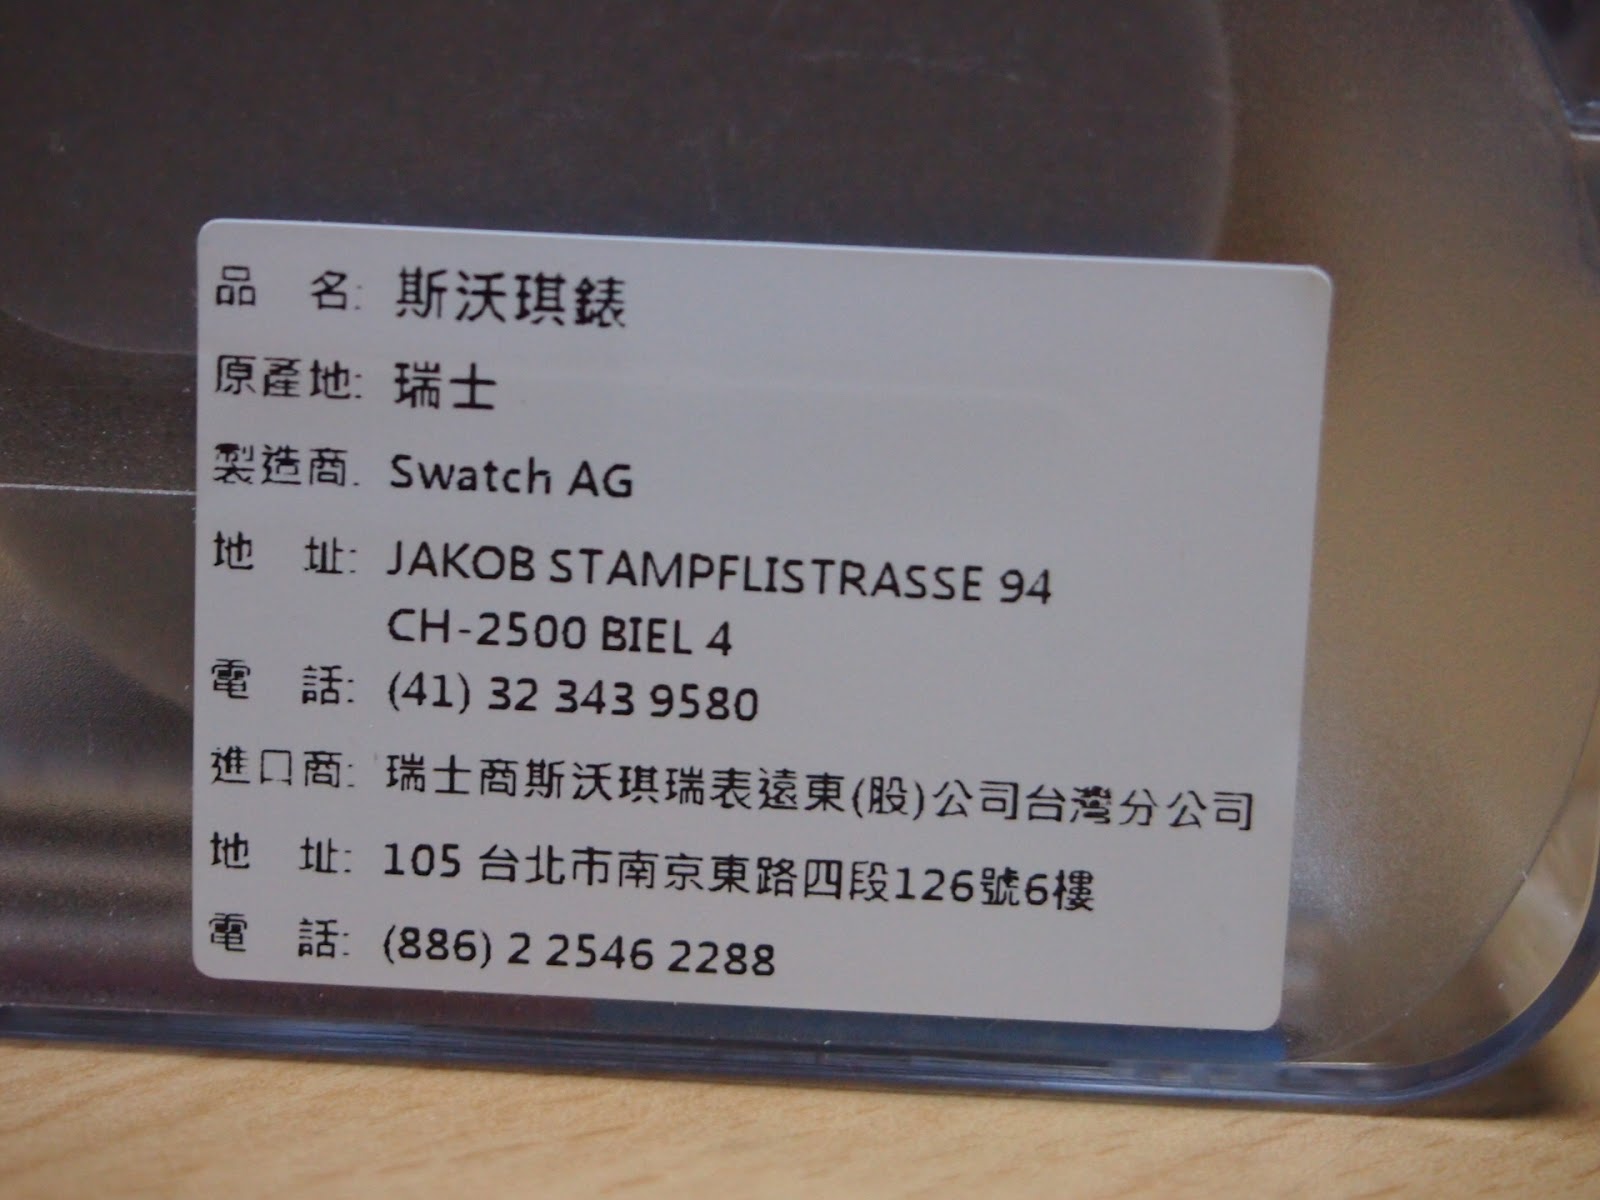 品　名: 斯沃琪錶
原產地: 瑞士
製造商. Swatch AG
地　址: JAKOB STAMPFLISTRASSE 94
CH-2500 BIEL 4
電　話: (41) 32 343 9580
進口商: 瑞士商斯沃琪瑞表遠東(股)公司台灣分公司
地　址: 105 台北市南京東路四段126號6樓
電　話: (886) 2 2546 2288